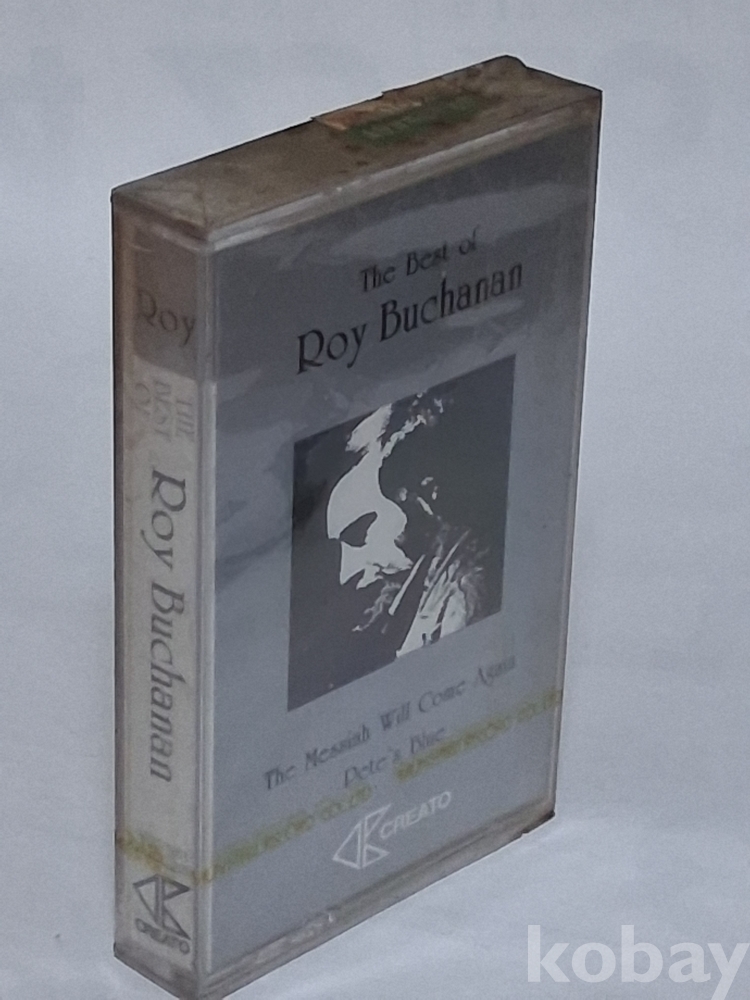 The Best of
Roy Buchanan
The Messiah Will Come Again
Pete's Blue
CREATO
Roy
THE
BEST
OF
Roy Buchanan
CREATO
kobay